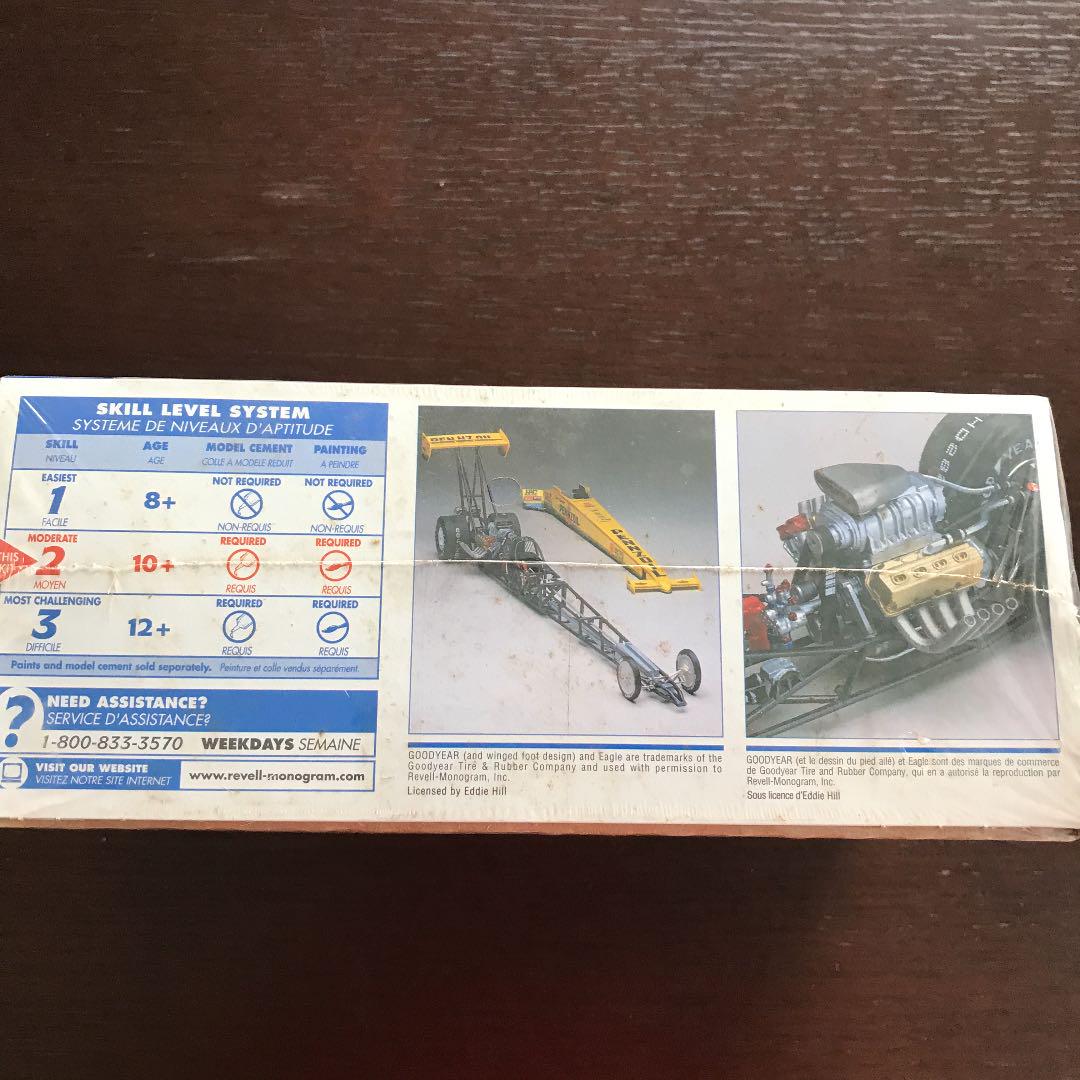 SKILL LEVEL SYSTEM
SYSTEME DE NIVEAUX D'APTITUDE
SKILL AGE MODEL CEMENT PAINTING
NIVEAU AGE COLLE A MODELE REDUIT A PEINDRE
EASIEST NOT REQUIRED NOT REQUIRED
1 8+
FACILE NON-REQUIS NON-REQUIS
MODERATE REQUIRED REQUIRED
THIS KIT 2 10+
MOYEN REQUIS REQUIS
MOST CHALLENGING REQUIRED REQUIRED
3 12+
DIFFICILE REQUIS REQUIS
Paints and model cement sold separately. Peinture et colle vendus séparément.
? NEED ASSISTANCE?
SERVICE D'ASSISTANCE?
1-800-833-3570 WEEKDAYS SEMAINE
VISIT OUR WEBSITE
VISITEZ NOTRE SITE INTERNET
www.revell-monogram.com
PENNZOIL
GOODYEAR (and winged foot design) and Eagle are trademarks of the
Goodyear Tire & Rubber Company and used with permission to
Revell-Monogram, Inc.
Licensed by Eddie Hill
GOODYEAR (et le dessin du pied ailé) et Eagle sont des marques de commerce
de Goodyear Tire and Rubber Company, qui en a autorisé la reproduction par
Revell-Monogram, Inc.
Sous licence d'Eddie Hill